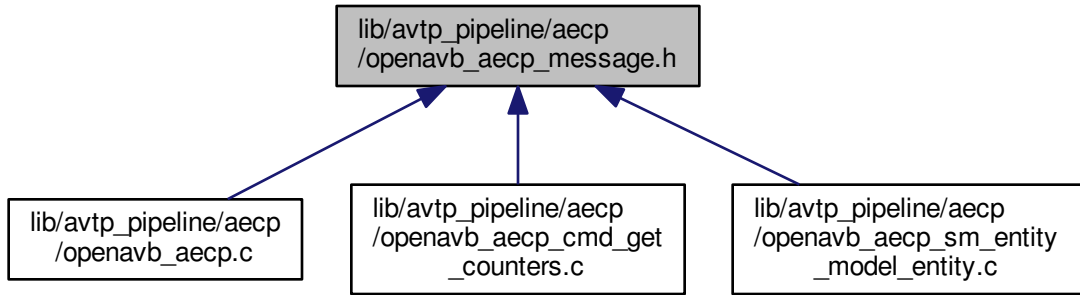 lib/avtp_pipeline/aecp
/openavb_aecp_message.h
lib/avtp_pipeline/aecp
/openavb_aecp.c
lib/avtp_pipeline/aecp
/openavb_aecp_cmd_get
_counters.c
lib/avtp_pipeline/aecp
/openavb_aecp_sm_entity
_model_entity.c